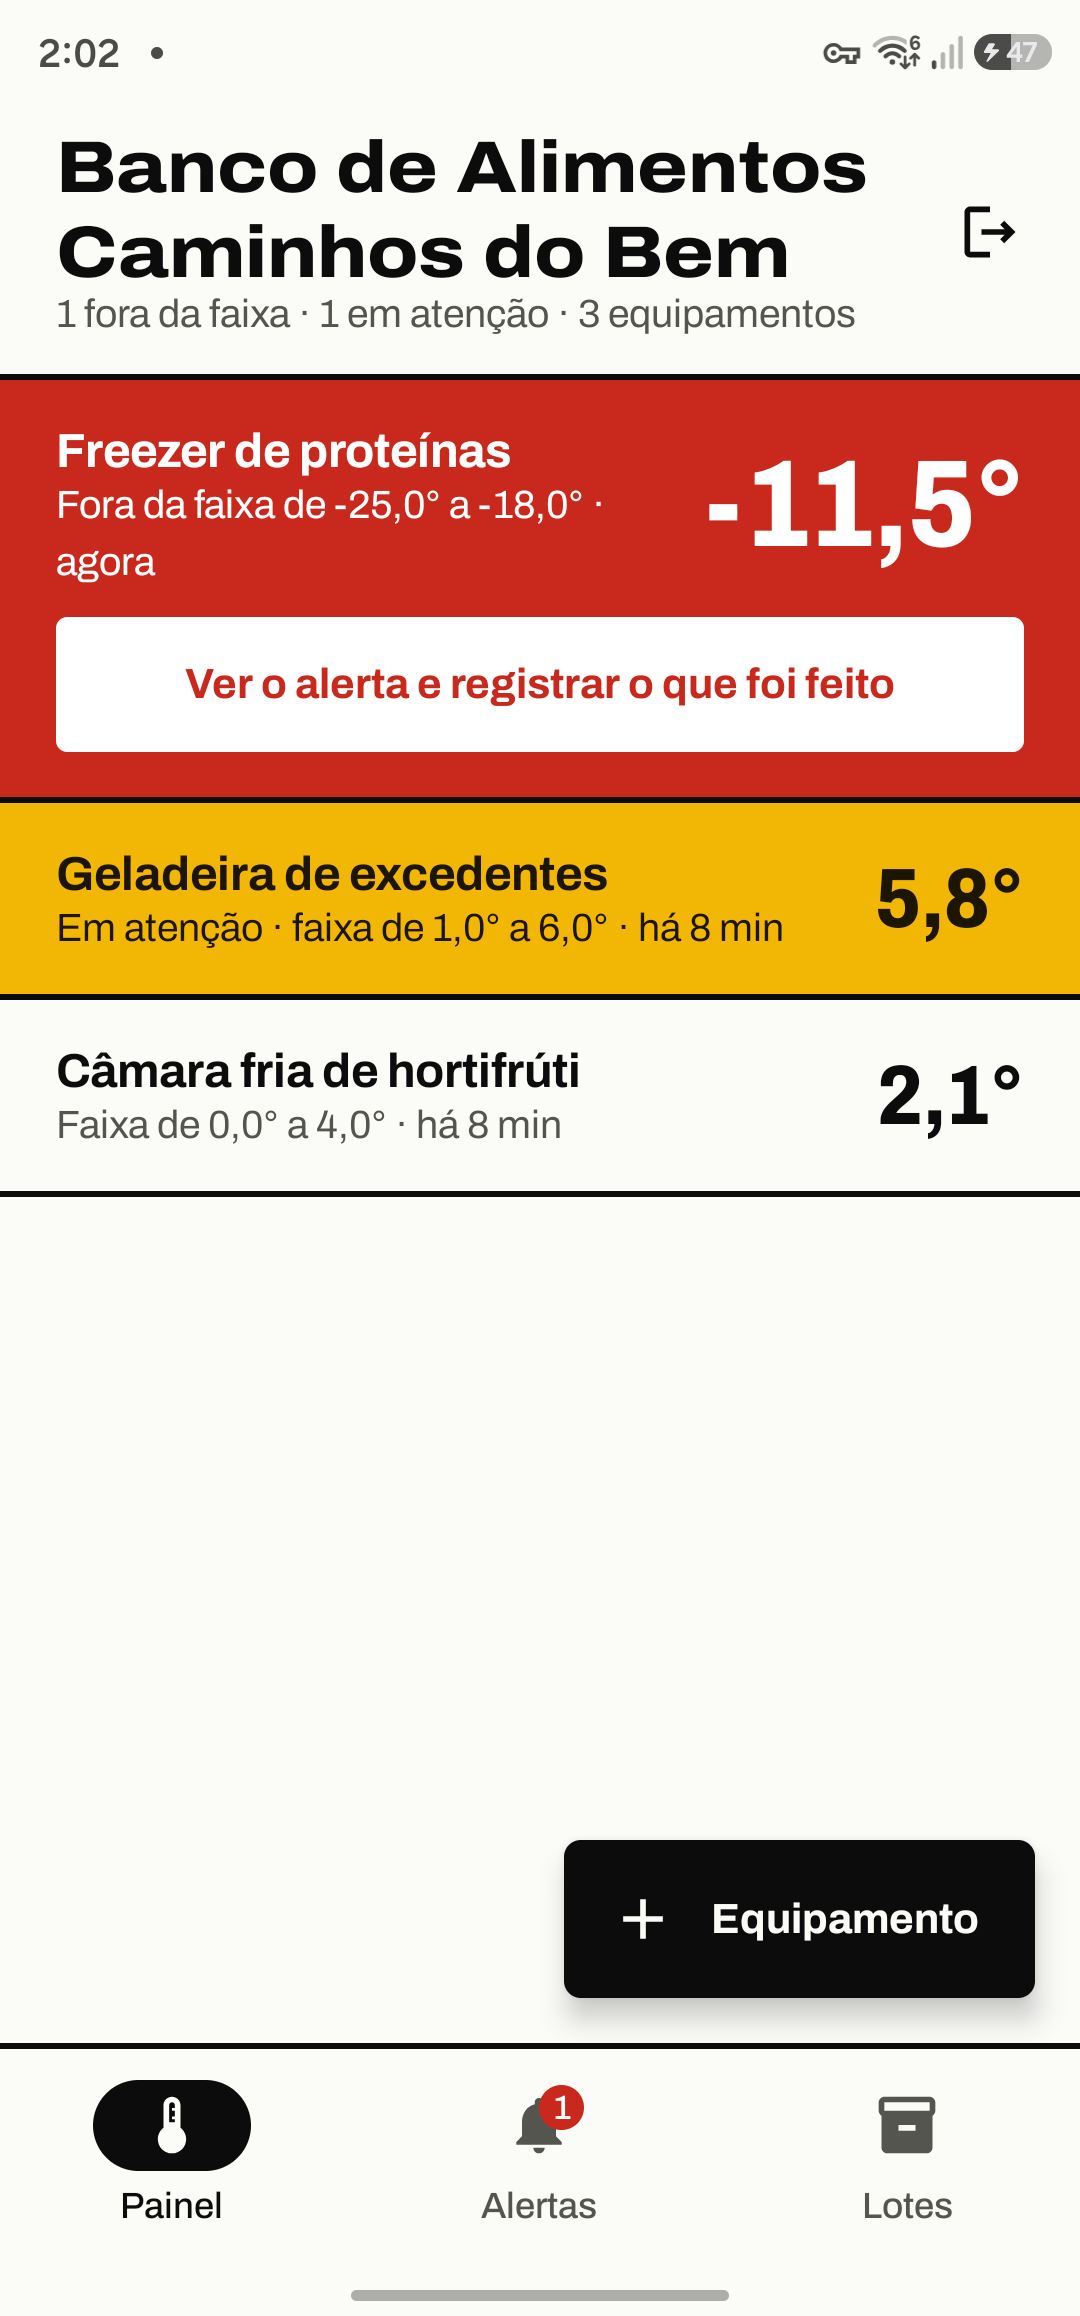 2:02
6
47
Banco de Alimentos
Caminhos do Bem
1 fora da faixa · 1 em atenção · 3 equipamentos
Freezer de proteínas
Fora da faixa de -25,0° a -18,0° ·
agora
-11,5°
Ver o alerta e registrar o que foi feito
Geladeira de excedentes
Em atenção · faixa de 1,0° a 6,0° · há 8 min
5,8°
Câmara fria de hortifrúti
Faixa de 0,0° a 4,0° · há 8 min
2,1°
Equipamento
1
Painel
Alertas
Lotes